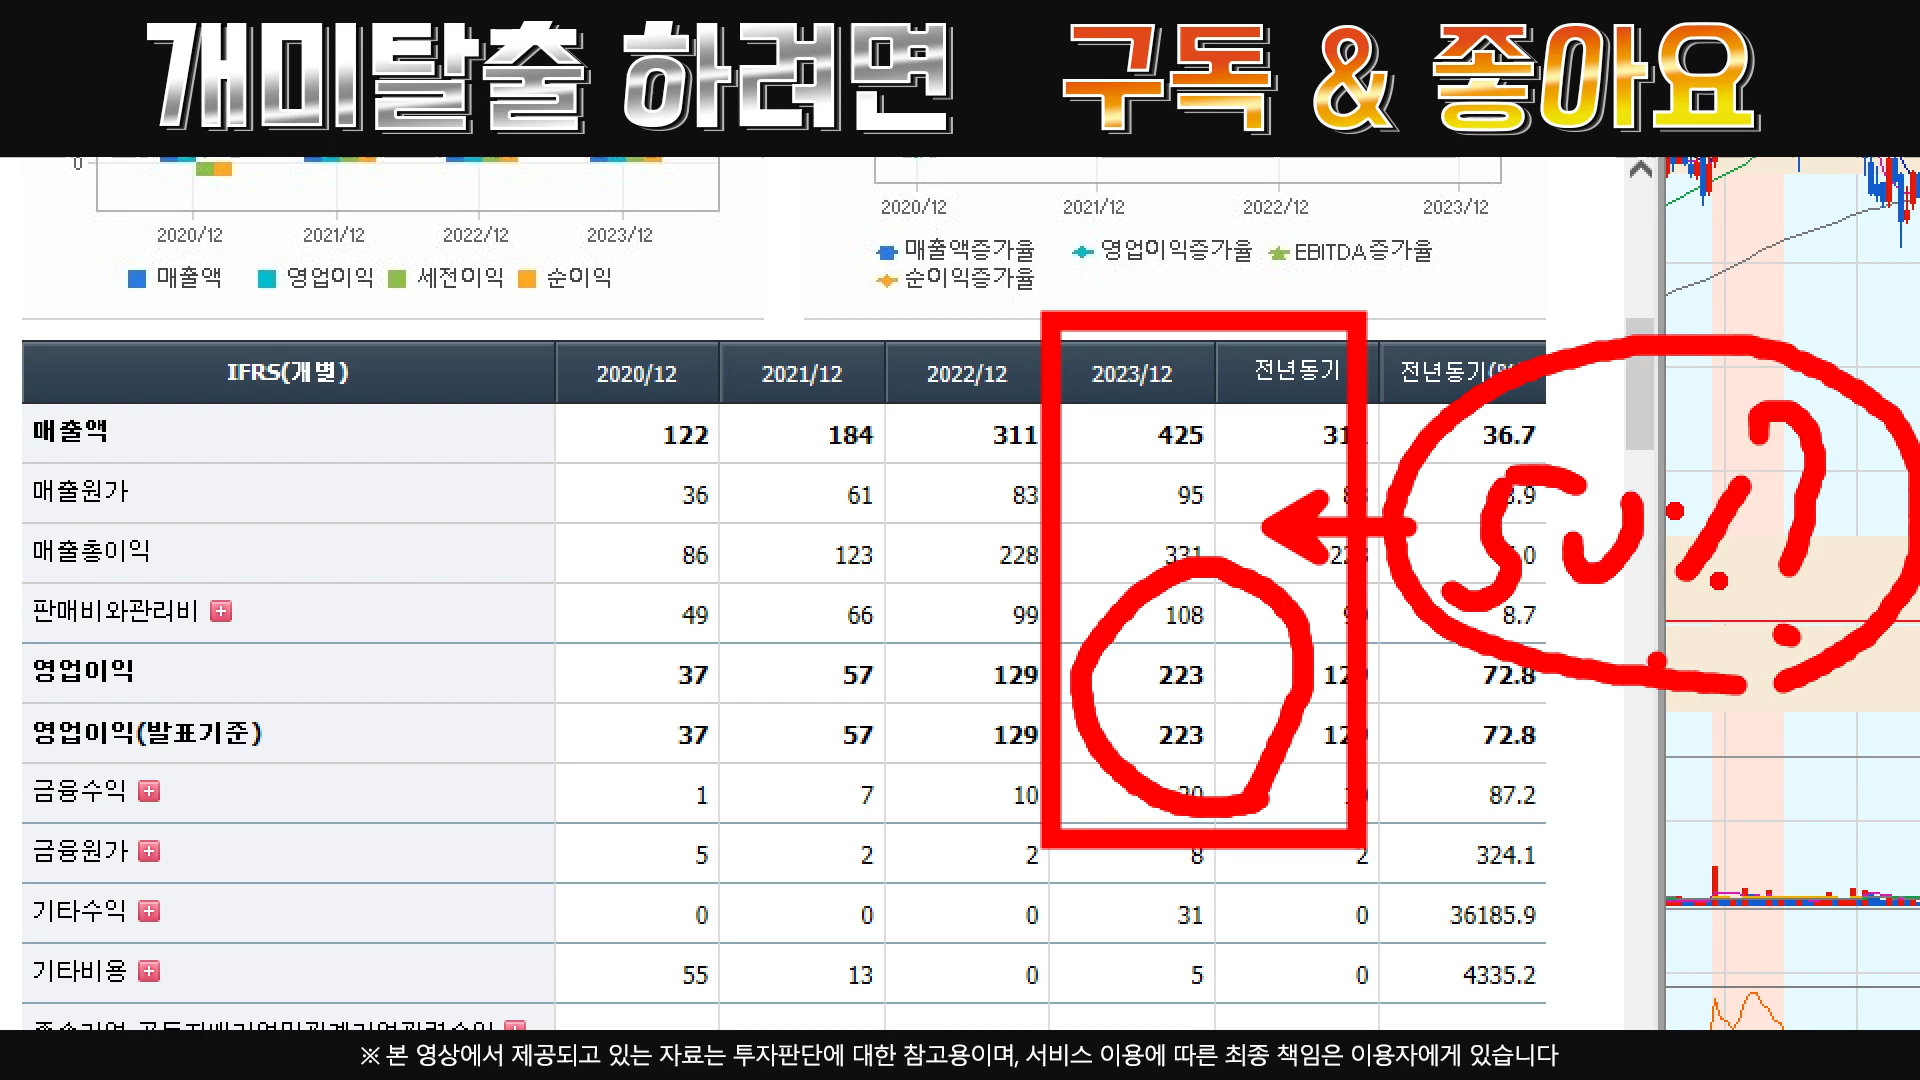 개미탈출 하려면 구독 & 좋아요
0
2020/12 2021/12 2022/12 2023/12
매출액 영업이익 세전이익 순이익
2020/12 2021/12 2022/12 2023/12
매출액증가율 영업이익증가율 EBITDA증가율
순이익증가율
IFRS(개별) 2020/12 2021/12 2022/12 2023/12 전년동기 전년동기
매출액 122 184 311 425 36.7
매출원가 36 61 83 95
매출총이익 86 123 228 331
판매비와관리비 49 66 99 108 8.7
영업이익 37 57 129 223 72.8
영업이익(발표기준) 37 57 129 223 72.8
금융수익 1 7 10 87.2
금융원가 5 2 2 8 2 324.1
기타수익 0 0 0 31 0 36185.9
기타비용 55 13 0 5 0 4335.2
50%?
※ 본 영상에서 제공되고 있는 자료는 투자판단에 대한 참고용이며, 서비스 이용에 따른 최종 책임은 이용자에게 있습니다